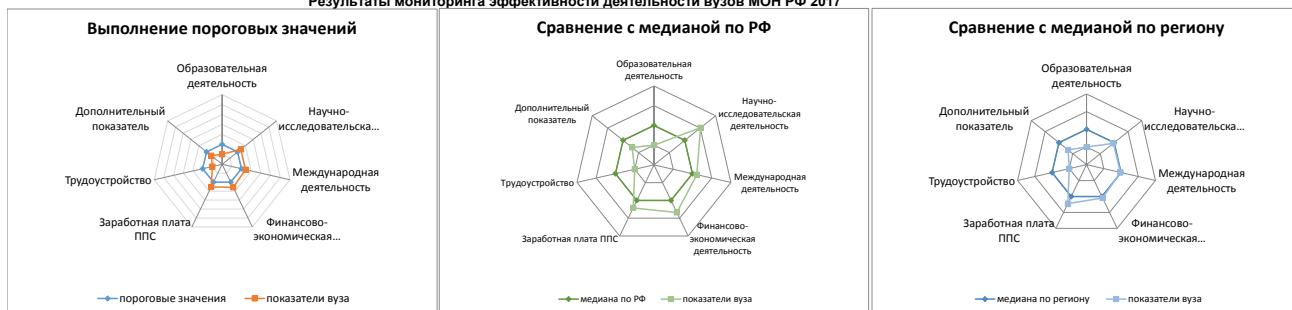 Результаты мониторинга эффективности деятельности вузов МОН РФ 2017
Выполнение пороговых значений
Образовательная
деятельность
Научно-
исследовательска...
Международная
деятельность
Финансово-
экономическая...
Заработная плата
ППС
Трудоустройство
Дополнительный
показатель
пороговые значения
показатели вуза
Сравнение с медианой по РФ
Образовательная
деятельность
Научно-
исследовательская
деятельность
Международная
деятельность
Финансово-
экономическая деятельность
Заработная плата ППС
Трудоустройство
Дополнительный
показатель
медиана по РФ
показатели вуза
Сравнение с медианой по региону
Образовательная
деятельность
Научно-
исследовательска...
Международная
деятельность
Финансово-
экономическая...
Заработная плата
ППС
Трудоустройство
Дополнительный
показатель
медиана по региону
показатели вуза